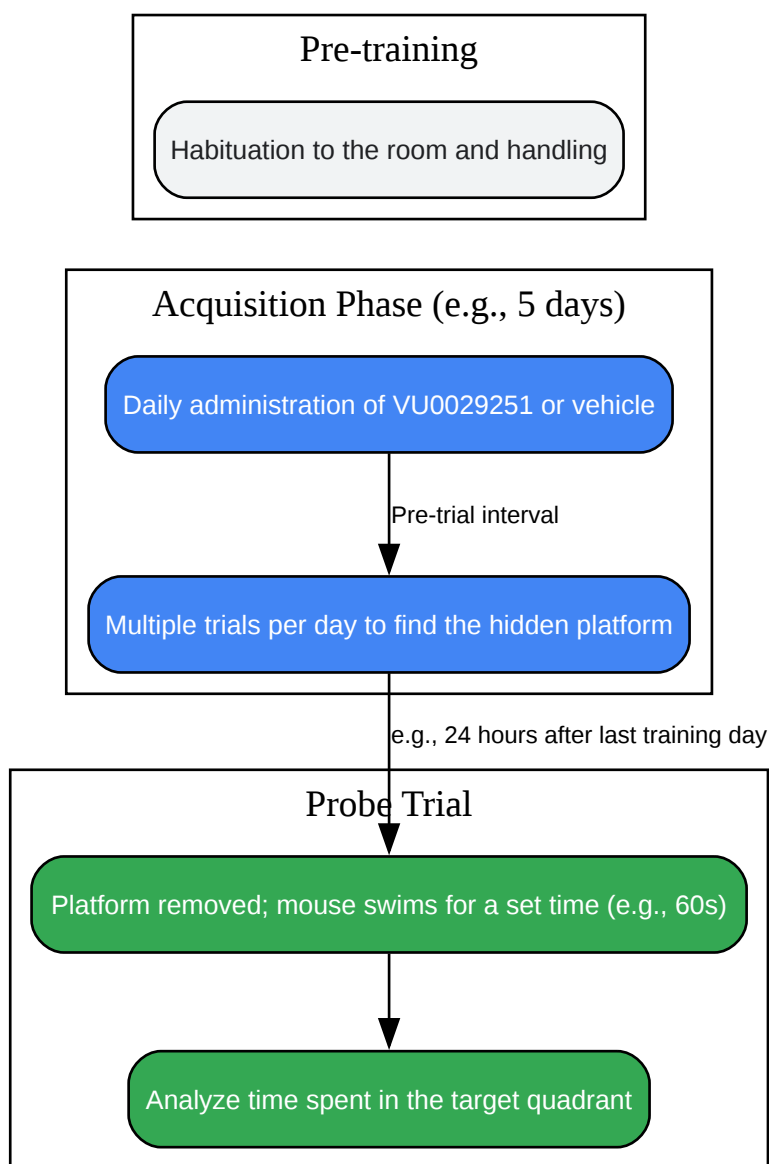 Pre-training
Habituation to the room and handling
Acquisition Phase (e.g., 5 days)
Daily administration of VU0029251 or vehicle
Pre-trial interval
Multiple trials per day to find the hidden platform
e.g., 24 hours after last training day
Probe Trial
Platform removed; mouse swims for a set time (e.g., 60s)
Analyze time spent in the target quadrant